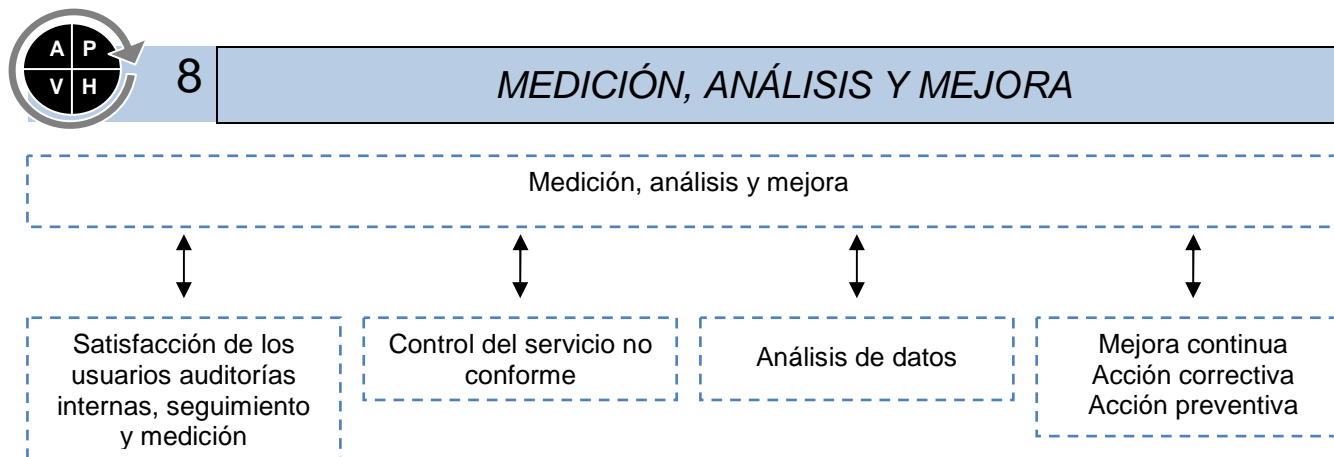 A P
V H
8
MEDICIÓN, ANÁLISIS Y MEJORA
Medición, análisis y mejora
Satisfacción de los
usuarios auditorías
internas, seguimiento
y medición
Control del servicio no
conforme
Análisis de datos
Mejora continua
Acción correctiva
Acción preventiva